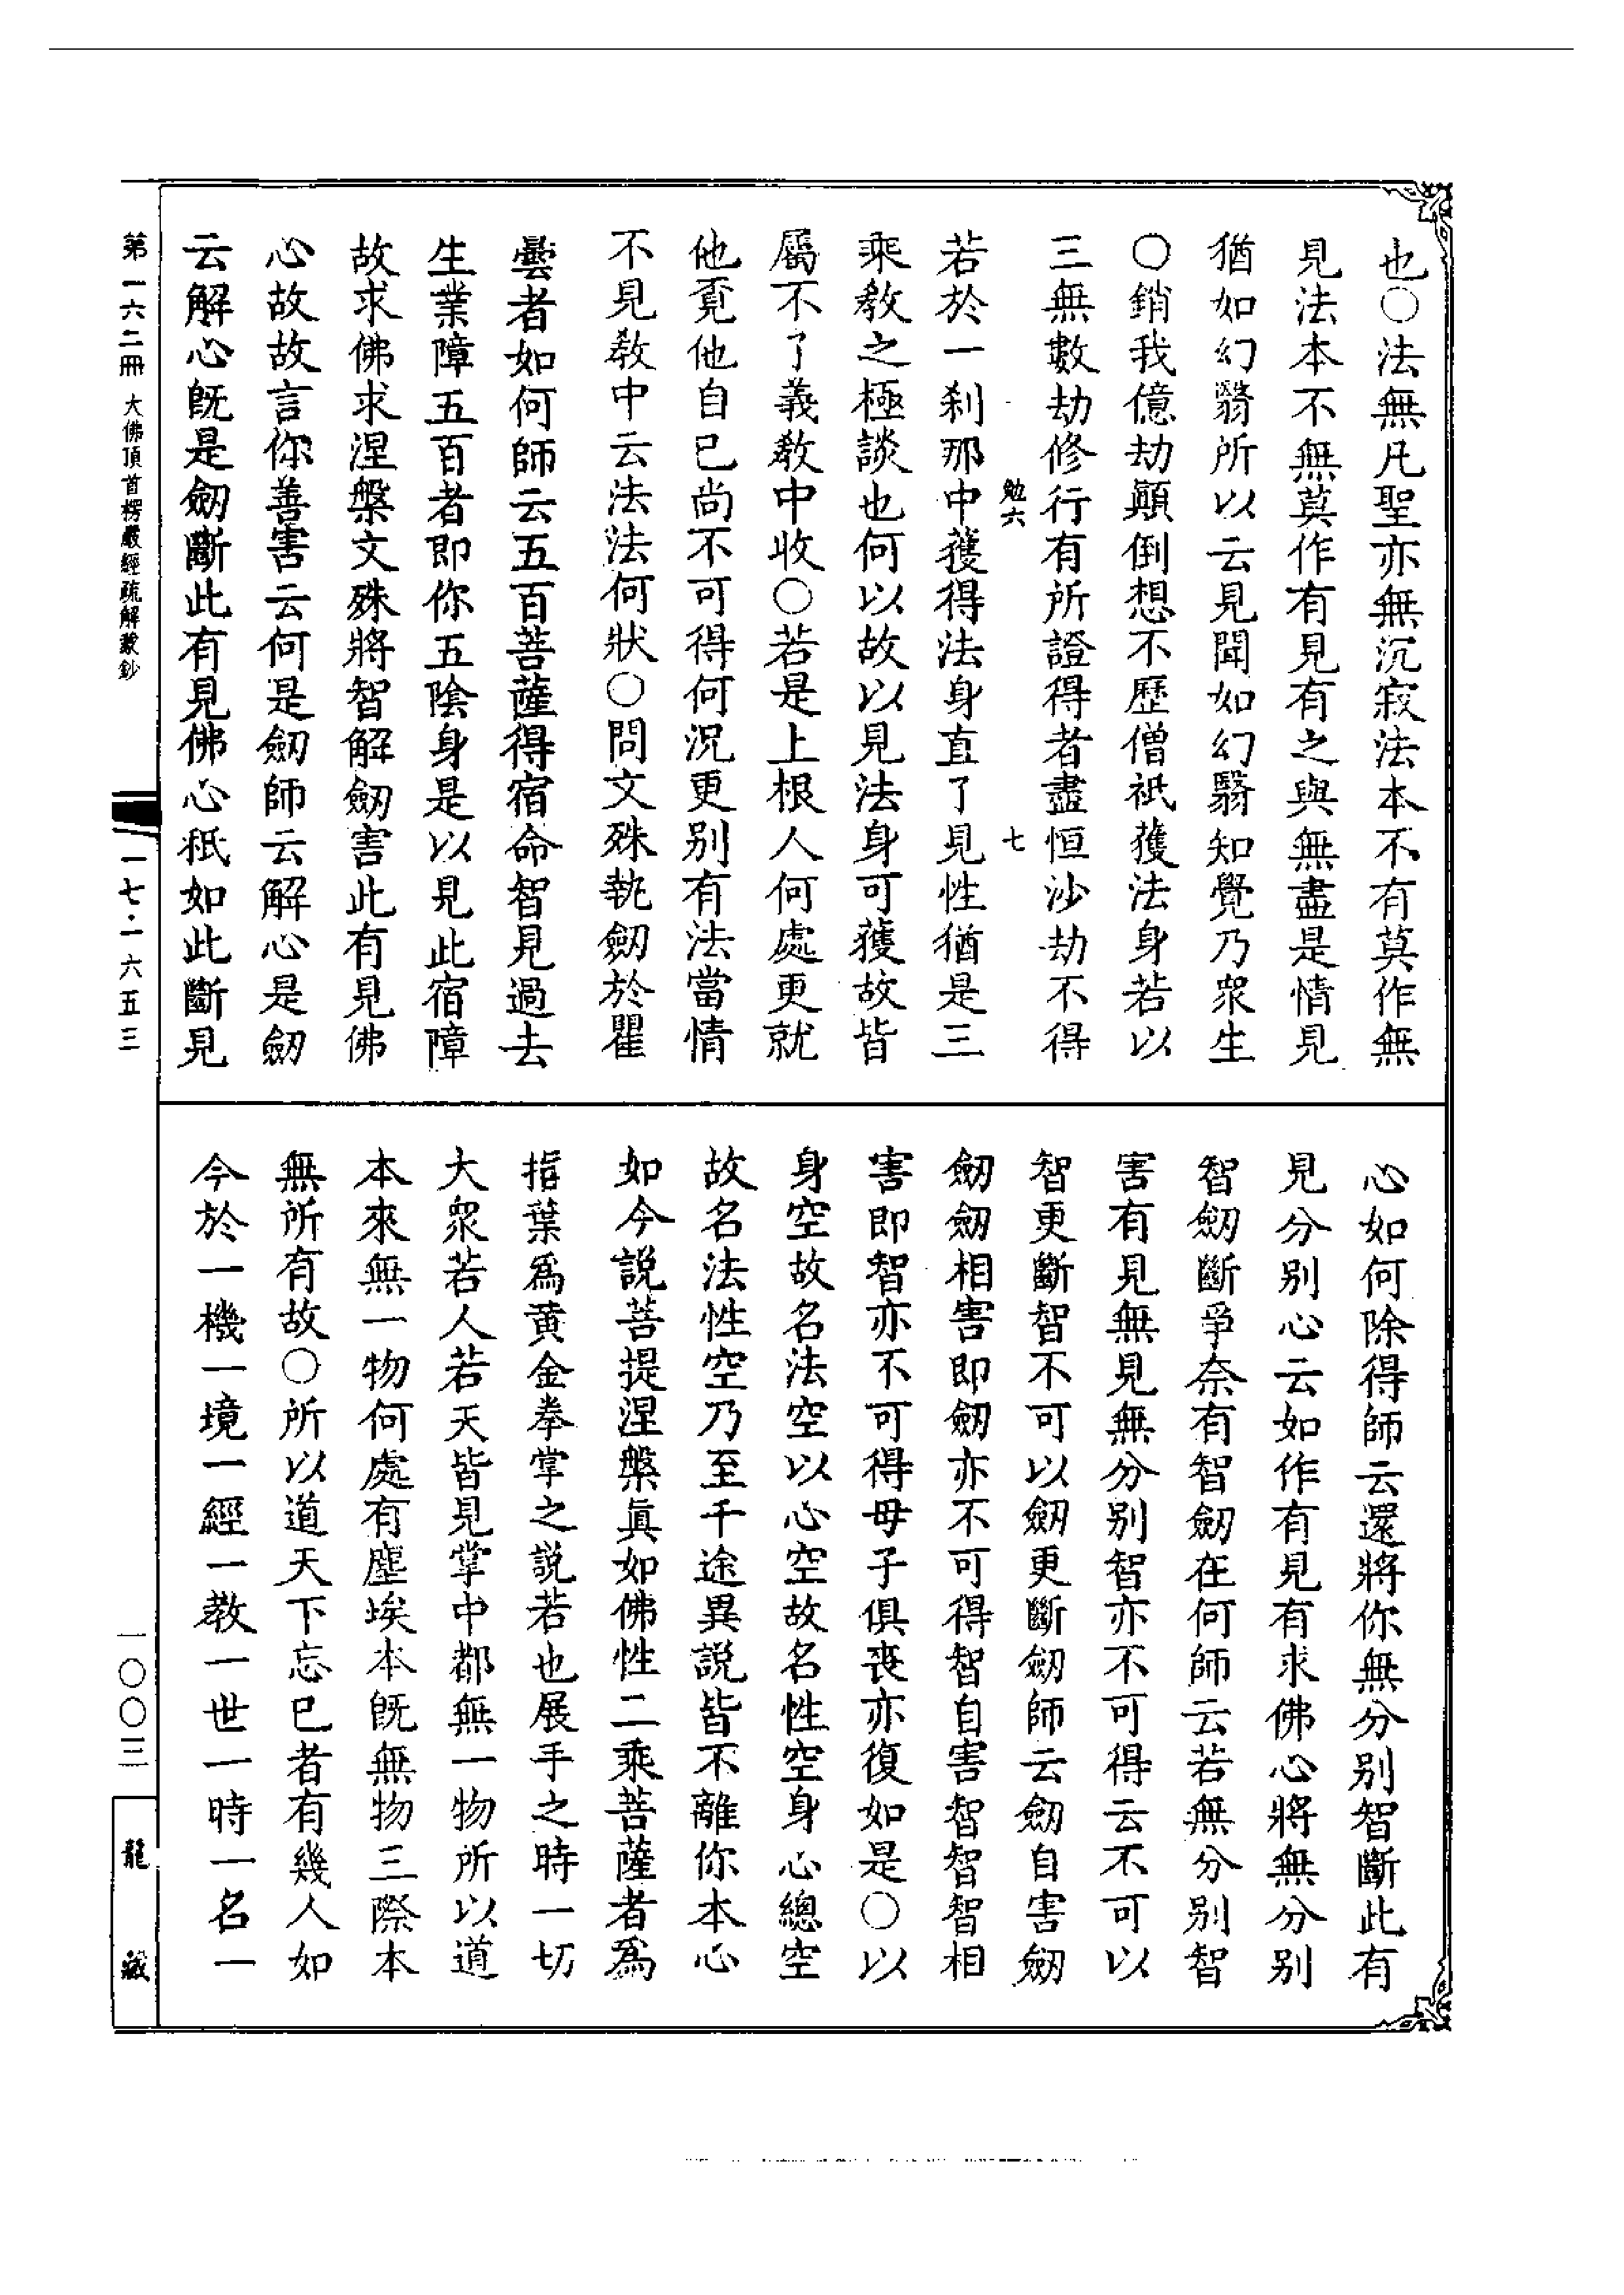 也○法無凡聖亦無沉寂法本不有莫作無
見法本不無莫作有見有之與無盡是情見
猶如幻翳所以云見聞如幻翳知覺乃衆生
○銷我億劫顛倒想不歷僧祇獲法身若以
三無數劫修行有所證得者盡恒沙劫不得
勉六 七
若於一刹那中獲得法身直了見性猶是三
乘教之極談也何以故以見法身可獲故皆
屬不了義教中收○若是上根人何處更就
他覓他自己尚不可得何況更別有法當情
不見教中云法法何狀○問文殊執劒於瞿
曇者如何師云五百菩薩得宿命智見過去
生業障五百者即你五陰身是以見此宿障
故求佛求涅槃文殊將智解劒害此有見佛
心故故言你善害云何是劒師云解心是劒
云解心既是劒斷此有見佛心秖如此斷見
心如何除得師云還將你無分別智斷此有
見分別心云如作有見有求佛心將無分別
智劒斷爭奈有智劒在何師云若無分別智
害有見無見無分別智亦不可得云不可以
智更斷智不可以劒更斷劒師云劒自害劒
劒劒相害即劒亦不可得智自害智智智相
害即智亦不可得母子俱喪亦復如是○以
身空故名法空以心空故名性空身心總空
故名法性空乃至千途異説皆不離你本心
如今説菩提涅槃眞如佛性二乘菩薩者爲
指葉爲黃金拳掌之説若也展手之時一切
大衆若人若天皆見掌中都無一物所以道
本來無一物何處有塵埃本既無物三際本
無所有故○所以道天下忘已者有幾人如
今於一機一境一經一教一世一時一名一
第一六二冊 大佛頂首楞嚴經疏解蒙鈔
一七·一六五三
一○○三
龍藏